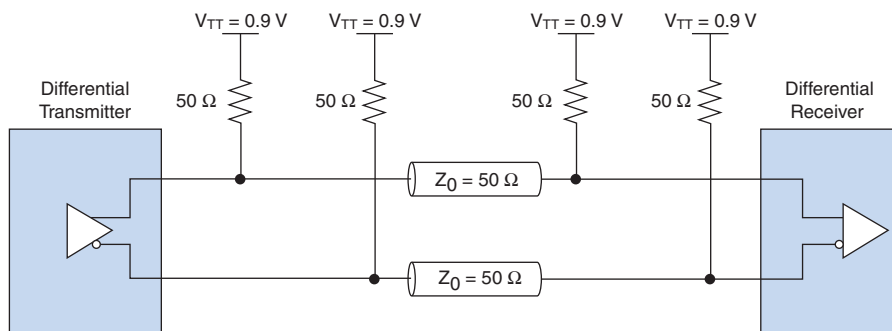 V_TT = 0.9 V V_TT = 0.9 V V_TT = 0.9 V V_TT = 0.9 V
Differential
Transmitter
50 Ω 50 Ω 50 Ω 50 Ω
Differential
Receiver
Z_0 = 50 Ω
Z_0 = 50 Ω